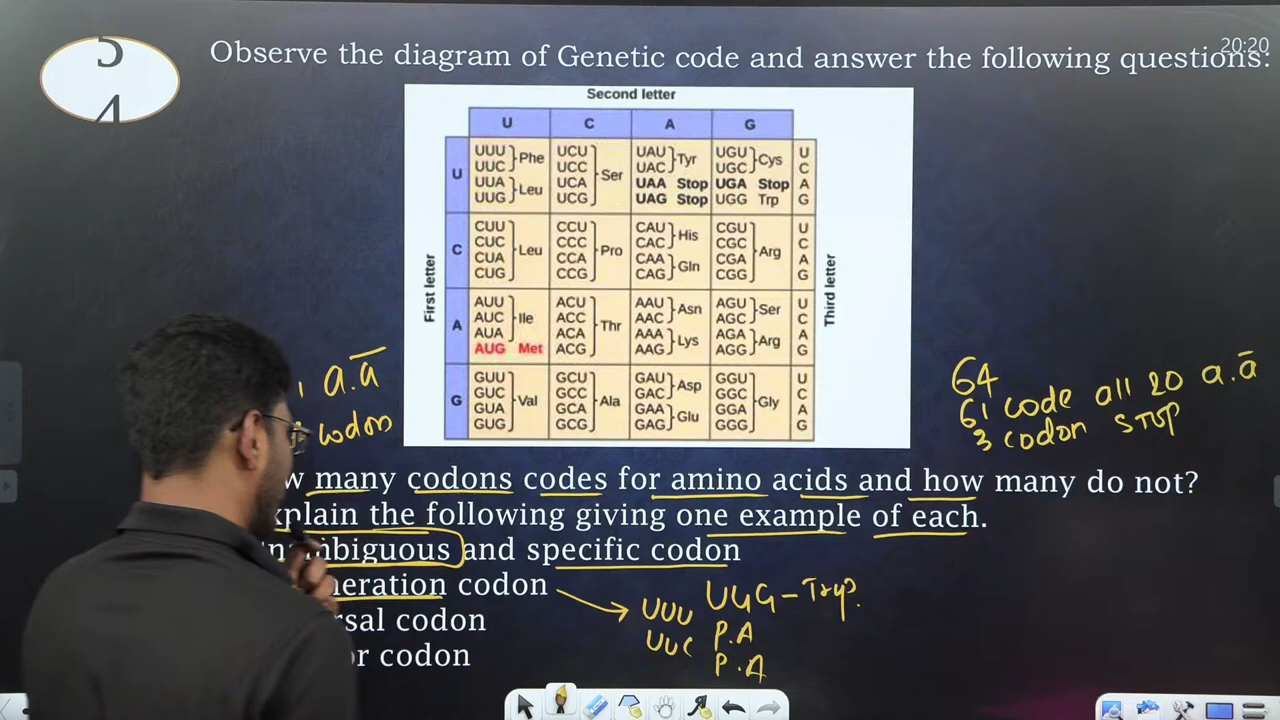 5
4
Observe the diagram of Genetic code and answer the following questions:
20:20
Second letter
U C A G
First letter
Third letter
U
UUU
UUC
Phe
UUA
UUG
Leu
UCU
UCC
UCA
UCG
Ser
UAU
UAC
Tyr
UAA Stop
UAG Stop
UGU
UGC
Cys
UGA Stop
UGG Trp
U
C
A
G
C
CUU
CUC
CUA
CUG
Leu
CCU
CCC
CCA
CCG
Pro
CAU
CAC
His
CAA
CAG
Gln
CGU
CGC
CGA
CGG
Arg
U
C
A
G
A
AUU
AUC
AUA
Ile
AUG Met
ACU
ACC
ACA
ACG
Thr
AAU
AAC
Asn
AAA
AAG
Lys
AGU
AGC
Ser
AGA
AGG
Arg
U
C
A
G
G
GUU
GUC
GUA
GUG
Val
GCU
GCC
GCA
GCG
Ala
GAU
GAC
Asp
GAA
GAG
Glu
GGU
GGC
GGA
GGG
Gly
U
C
A
G
a.a
codon
64
61 code all 20 a.a
3 codon STOP
many codons codes for amino acids and how many do not?
the following giving one example of each.
and specific codon
codon
codon
codon
UGG - Tryp.
UUU P.A
UUC P.A